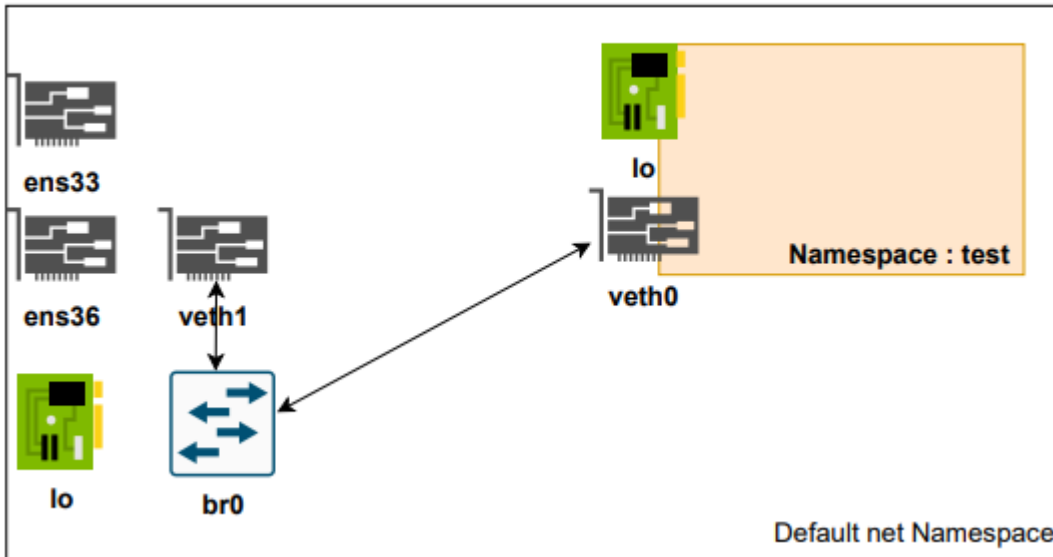 ens33
lo
ens36
veth1
veth0
Namespace : test
lo
br0
Default net Namespace